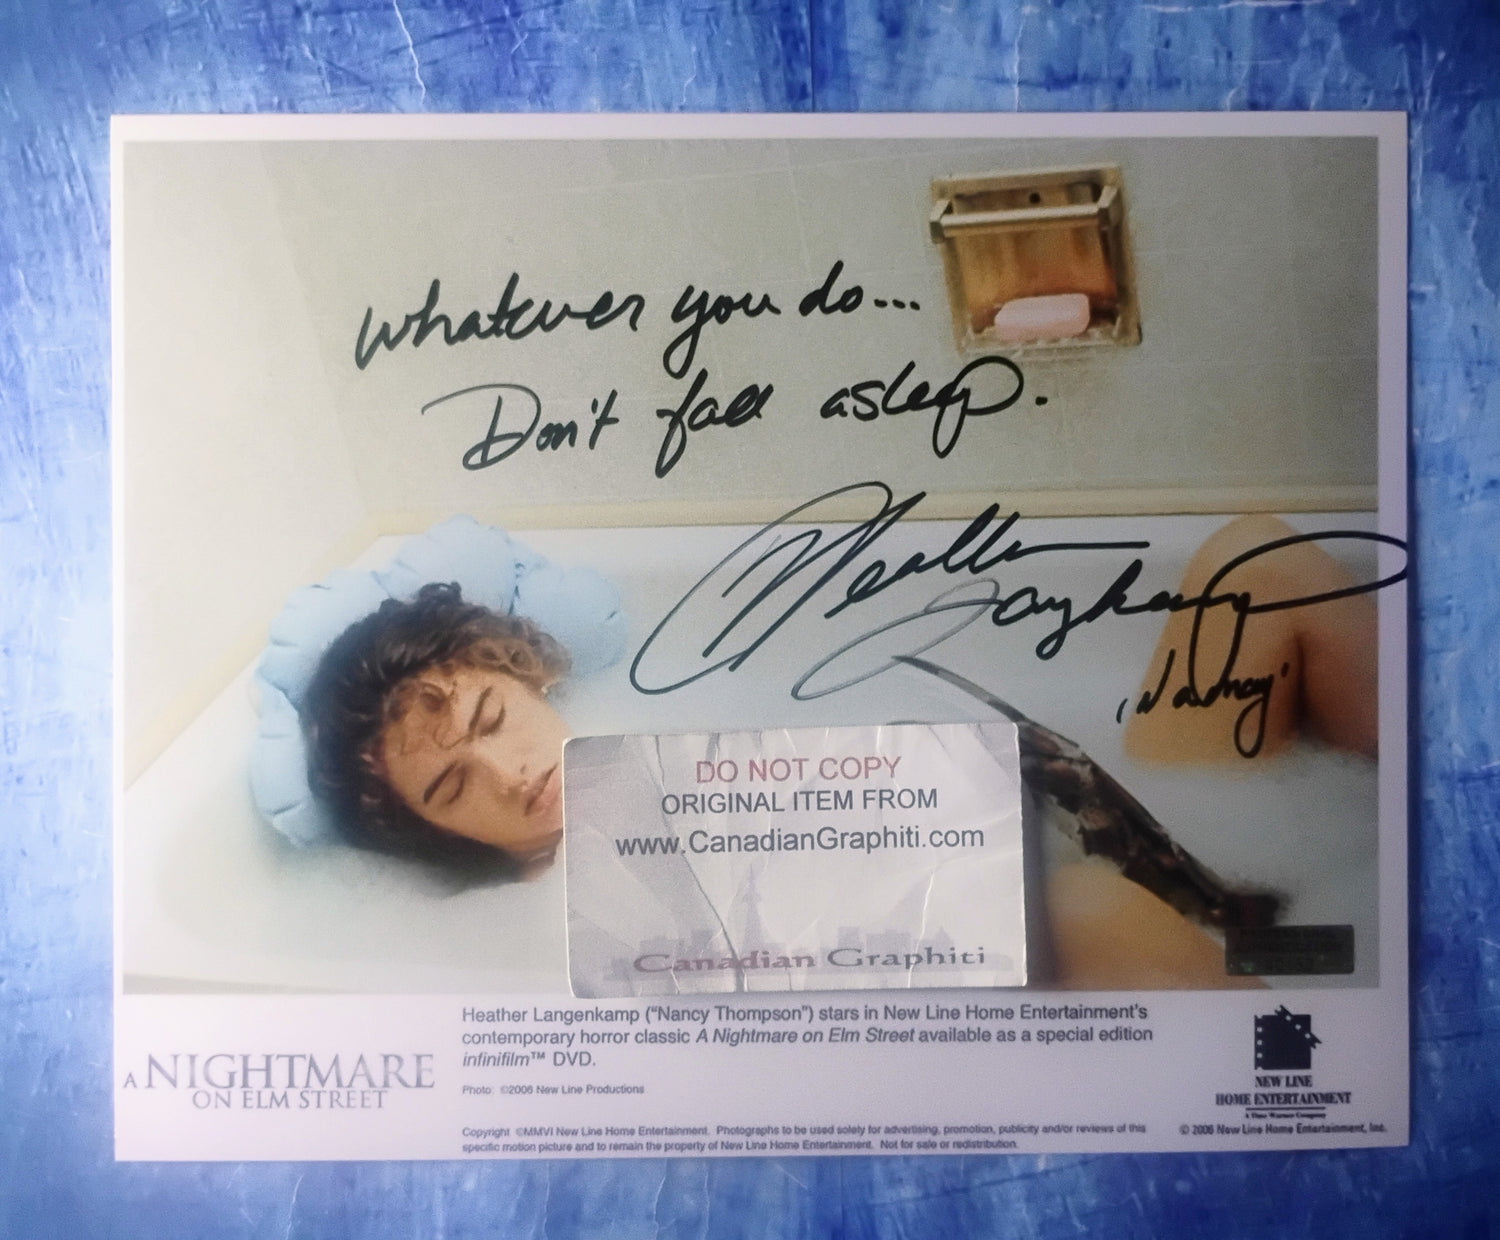 Whatever you do...
Don't fall asleep.
Heather Langenkamp
'Nancy'
DO NOT COPY
ORIGINAL ITEM FROM
www.CanadianGraphiti.com
Canadian Graphiti
Heather Langenkamp ("Nancy Thompson") stars in New Line Home Entertainment's
contemporary horror classic A Nightmare on Elm Street available as a special edition
infinifilm™ DVD.
A NIGHTMARE
ON ELM STREET
Photo: ©2006 New Line Productions
NEW LINE
HOME ENTERTAINMENT
A Time Warner Company
Copyright ©MMVI New Line Home Entertainment. Photographs to be used solely for advertising, promotion, publicity and/or reviews of this
specific motion picture and to remain the property of New Line Home Entertainment. Not for sale or redistribution.
© 2006 New Line Home Entertainment, Inc.